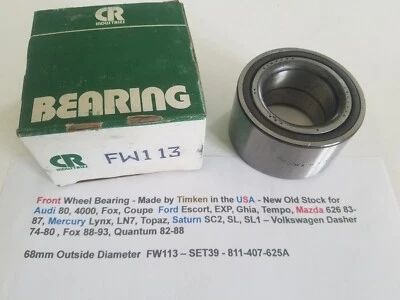 CR
INDUSTRIES
BEARING
CR
INDUSTRIES
FW113
Front Wheel Bearing - Made by Timken in the USA - New Old Stock for
Audi 80, 4000, Fox, Coupe Ford Escort, EXP, Ghia, Tempo, Mazda 626 83-
87, Mercury Lynx, LN7, Topaz, Saturn SC2, SL, SL1 – Volkswagen Dasher
74-80 , Fox 88-93, Quantum 82-88
68mm Outside Diameter FW113 – SET39 - 811-407-625A